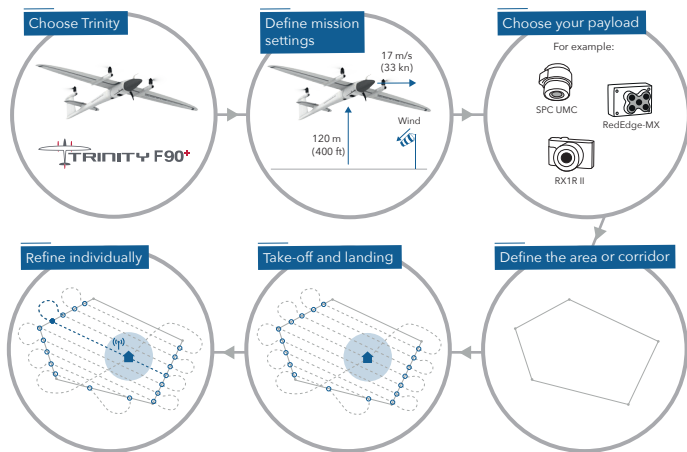 Choose Trinity
TRINITY F90+
Define mission
settings
17 m/s
(33 kn)
Wind
120 m
(400 ft)
Choose your payload
For example:
SPC UMC
RedEdge-MX
RX1R II
Define the area or corridor
Take-off and landing
Refine individually